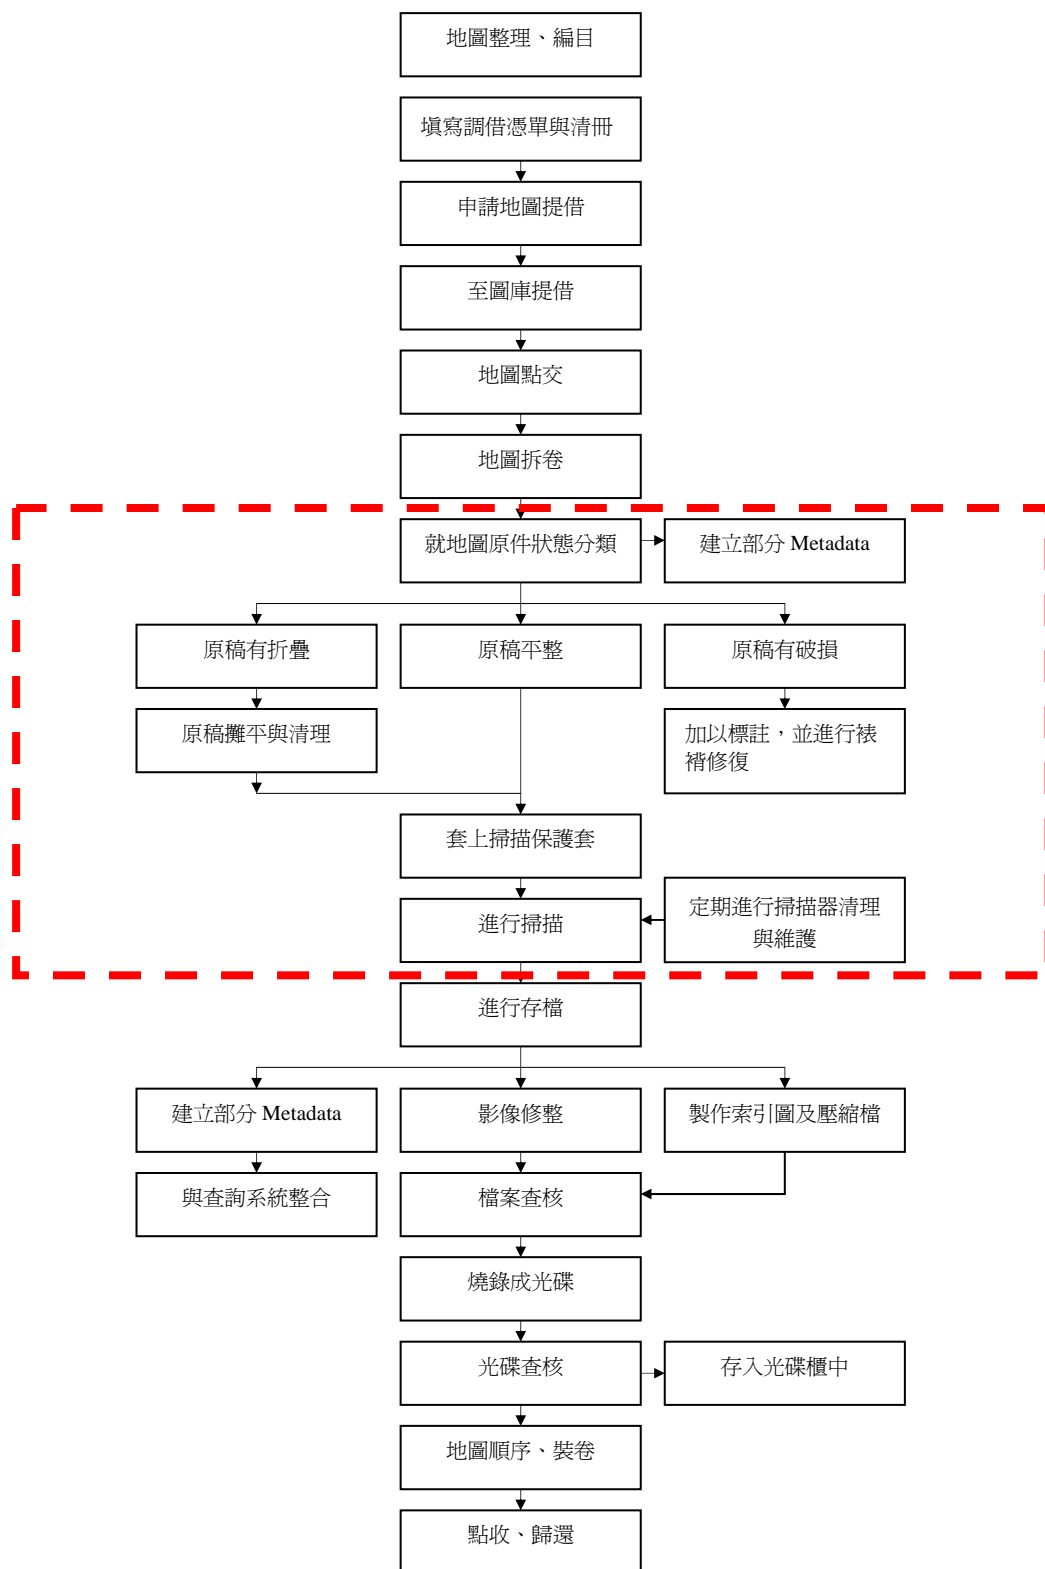 地圖整理、編目
填寫調借憑單與清冊
申請地圖提借
至圖庫提借
地圖點交
地圖拆卷
就地圖原件狀態分類
建立部分 Metadata
原稿有折疊
原稿平整
原稿有破損
原稿攤平與清理
加以標註，並進行裱
褙修復
套上掃描保護套
進行掃描
定期進行掃描器清理
與維護
進行存檔
建立部分 Metadata
影像修整
製作索引圖及壓縮檔
與查詢系統整合
檔案查核
燒錄成光碟
光碟查核
存入光碟櫃中
地圖順序、裝卷
點收、歸還